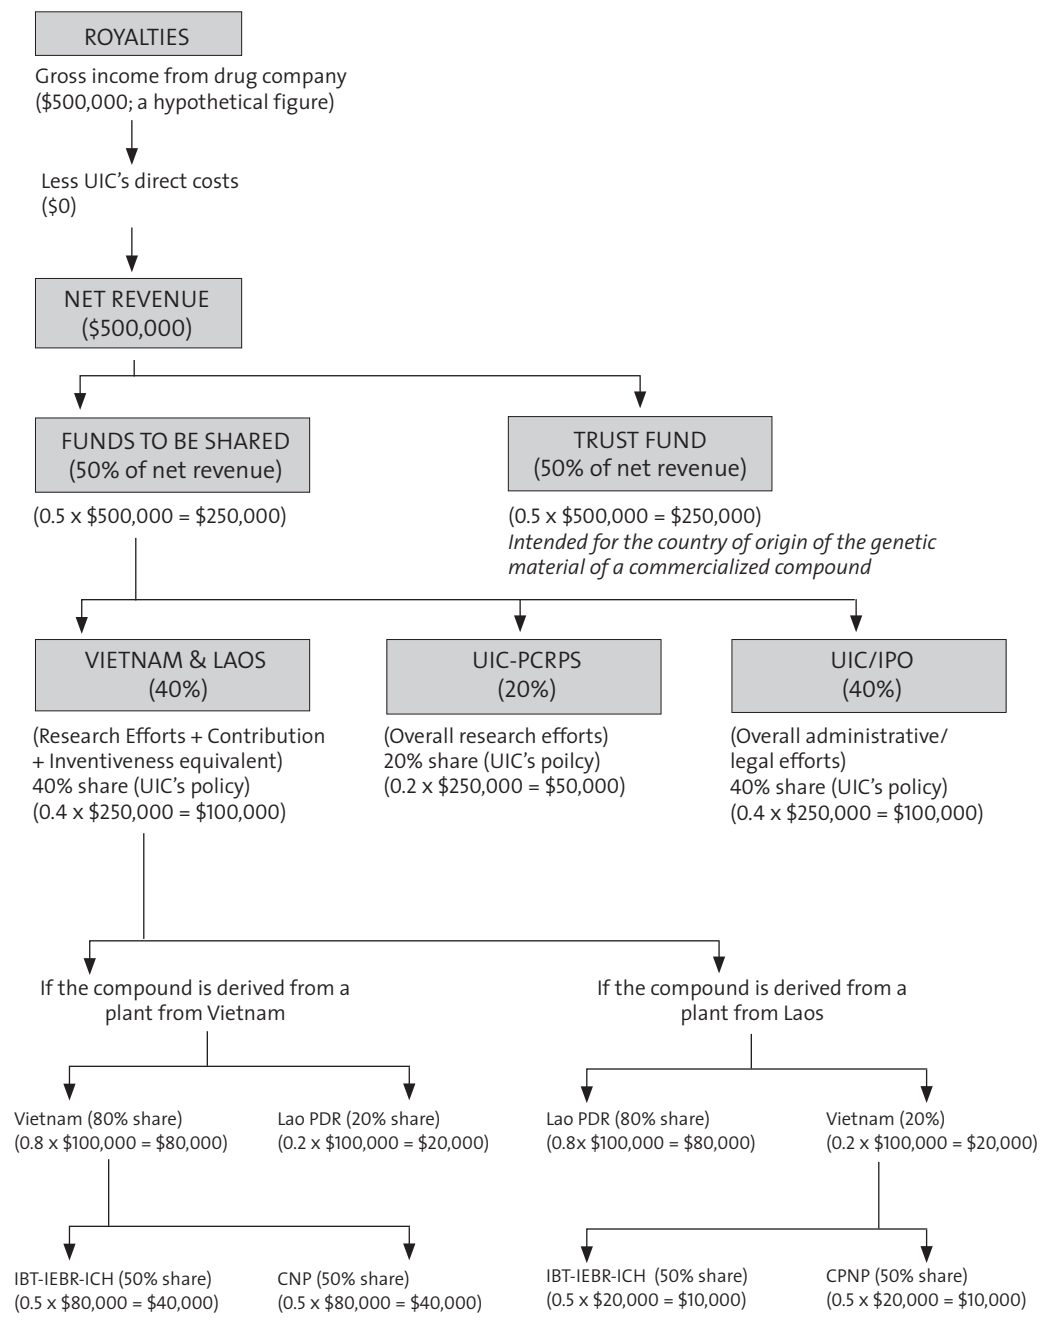 ROYALTIES
Gross income from drug company
($500,000; a hypothetical figure)
Less UIC's direct costs
($0)
NET REVENUE
($500,000)
FUNDS TO BE SHARED
(50% of net revenue)
(0.5 x $500,000 = $250,000)
TRUST FUND
(50% of net revenue)
(0.5 x $500,000 = $250,000)
Intended for the country of origin of the genetic
material of a commercialized compound
VIETNAM & LAOS
(40%)
(Research Efforts + Contribution
+ Inventiveness equivalent)
40% share (UIC's policy)
(0.4 x $250,000 = $100,000)
UIC-PCRPS
(20%)
(Overall research efforts)
20% share (UIC's poilcy)
(0.2 x $250,000 = $50,000)
UIC/IPO
(40%)
(Overall administrative/
legal efforts)
40% share (UIC's policy)
(0.4 x $250,000 = $100,000)
If the compound is derived from a
plant from Vietnam
If the compound is derived from a
plant from Laos
Vietnam (80% share)
(0.8 x $100,000 = $80,000)
Lao PDR (20% share)
(0.2 x $100,000 = $20,000)
Lao PDR (80% share)
(0.8x $100,000 = $80,000)
Vietnam (20%)
(0.2 x $100,000 = $20,000)
IBT-IEBR-ICH (50% share)
(0.5 x $80,000 = $40,000)
CNP (50% share)
(0.5 x $80,000 = $40,000)
IBT-IEBR-ICH (50% share)
(0.5 x $20,000 = $10,000)
CPNP (50% share)
(0.5 x $20,000 = $10,000)